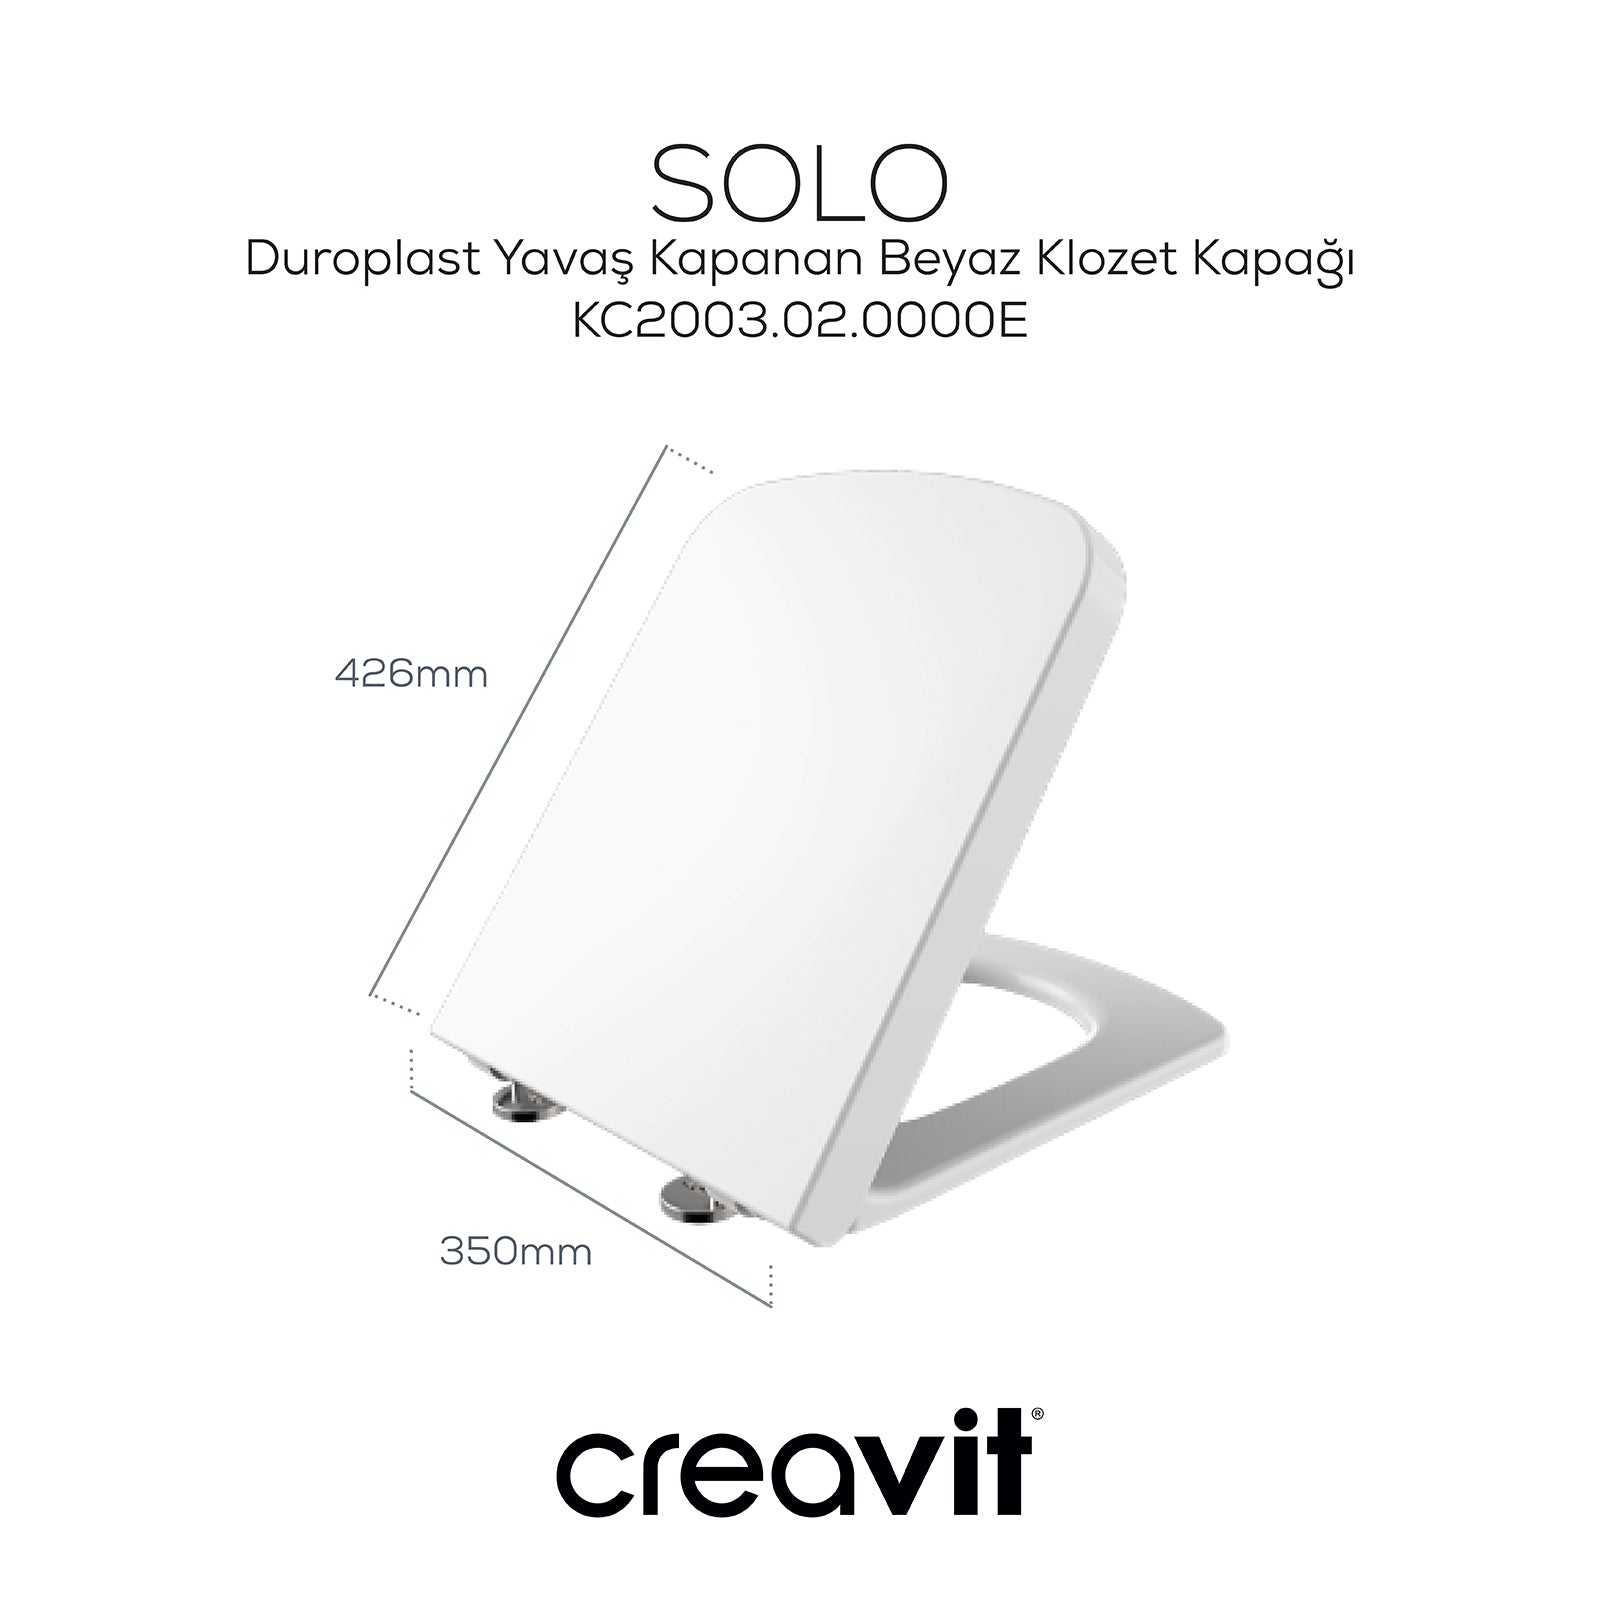 SOLO
Duroplast Yavaş Kapanan Beyaz Klozet Kapağı
KC2003.02.0000E
426mm
350mm
creavit®